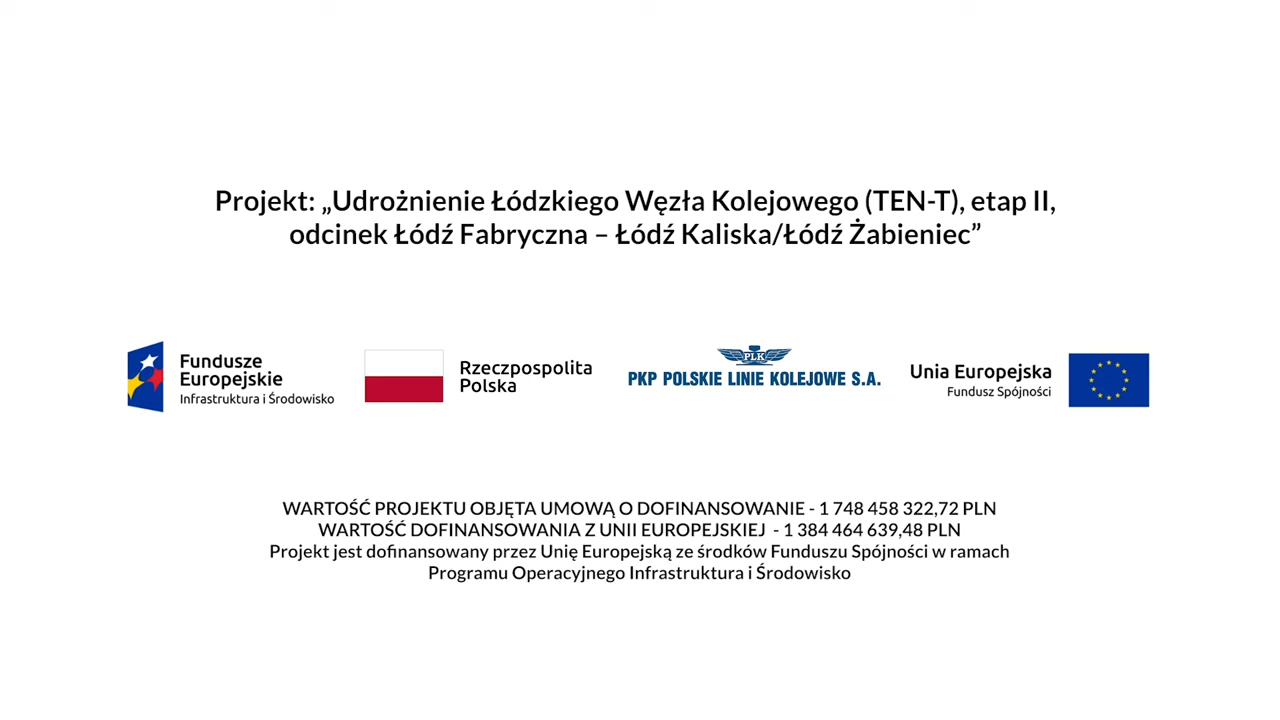 Projekt: „Udrożnienie Łódzkiego Węzła Kolejowego (TEN-T), etap II,
odcinek Łódź Fabryczna – Łódź Kaliska/Łódź Żabieniec”
Fundusze
Europejskie
Infrastruktura i Środowisko
Rzeczpospolita
Polska
PLK
PKP POLSKIE LINIE KOLEJOWE S.A.
Unia Europejska
Fundusz Spójności
WARTOŚĆ PROJEKTU OBJĘTA UMOWĄ O DOFINANSOWANIE - 1 748 458 322,72 PLN
WARTOŚĆ DOFINANSOWANIA Z UNII EUROPEJSKIEJ - 1 384 464 639,48 PLN
Projekt jest dofinansowany przez Unię Europejską ze środków Funduszu Spójności w ramach
Programu Operacyjnego Infrastruktura i Środowisko